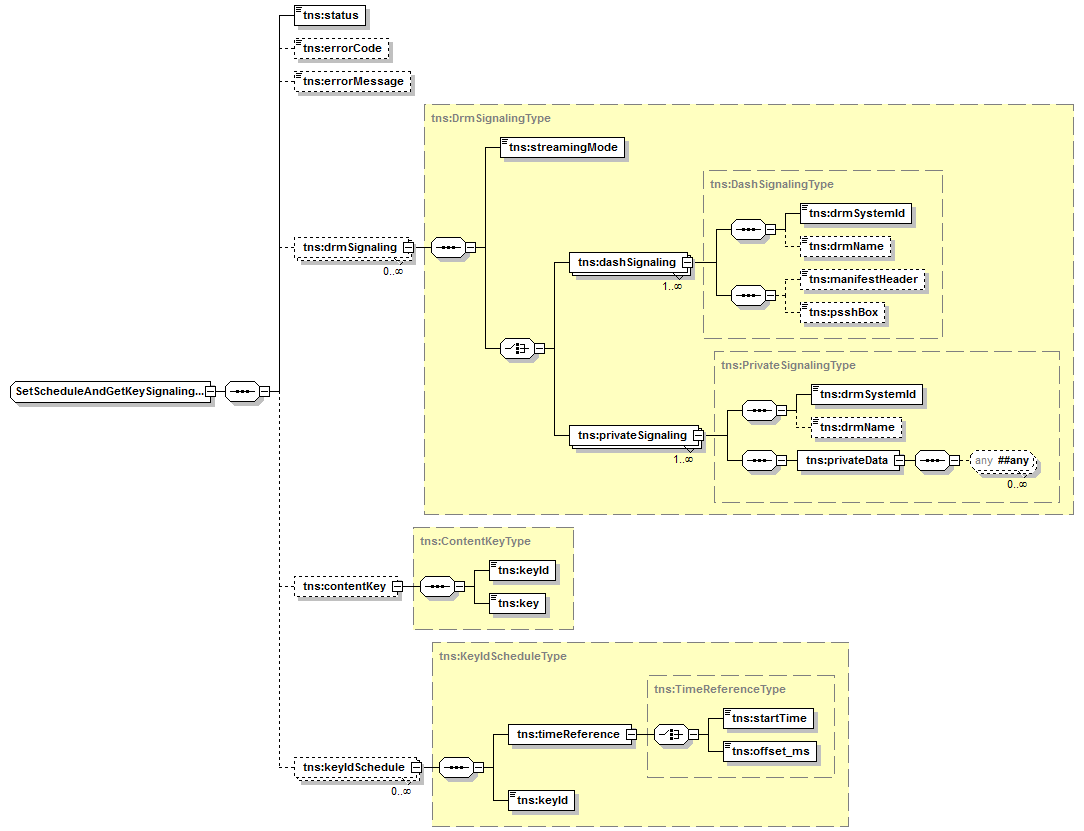 tns:status
tns:errorCode
tns:errorMessage
tns:DrmSignalingType
tns:streamingMode
tns:DashSignalingType
tns:drmSystemId
tns:drmName
tns:drmSignaling
0..∞
tns:dashSignaling
1..∞
tns:manifestHeader
tns:psshBox
tns:PrivateSignalingType
SetScheduleAndGetKeySignaling...
tns:drmSystemId
tns:drmName
tns:privateSignaling
1..∞
tns:privateData
any ##any
0..∞
tns:ContentKeyType
tns:contentKey
tns:keyId
tns:key
tns:KeyIdScheduleType
tns:TimeReferenceType
tns:timeReference
tns:startTime
tns:offset_ms
tns:keyIdSchedule
0..∞
tns:keyId